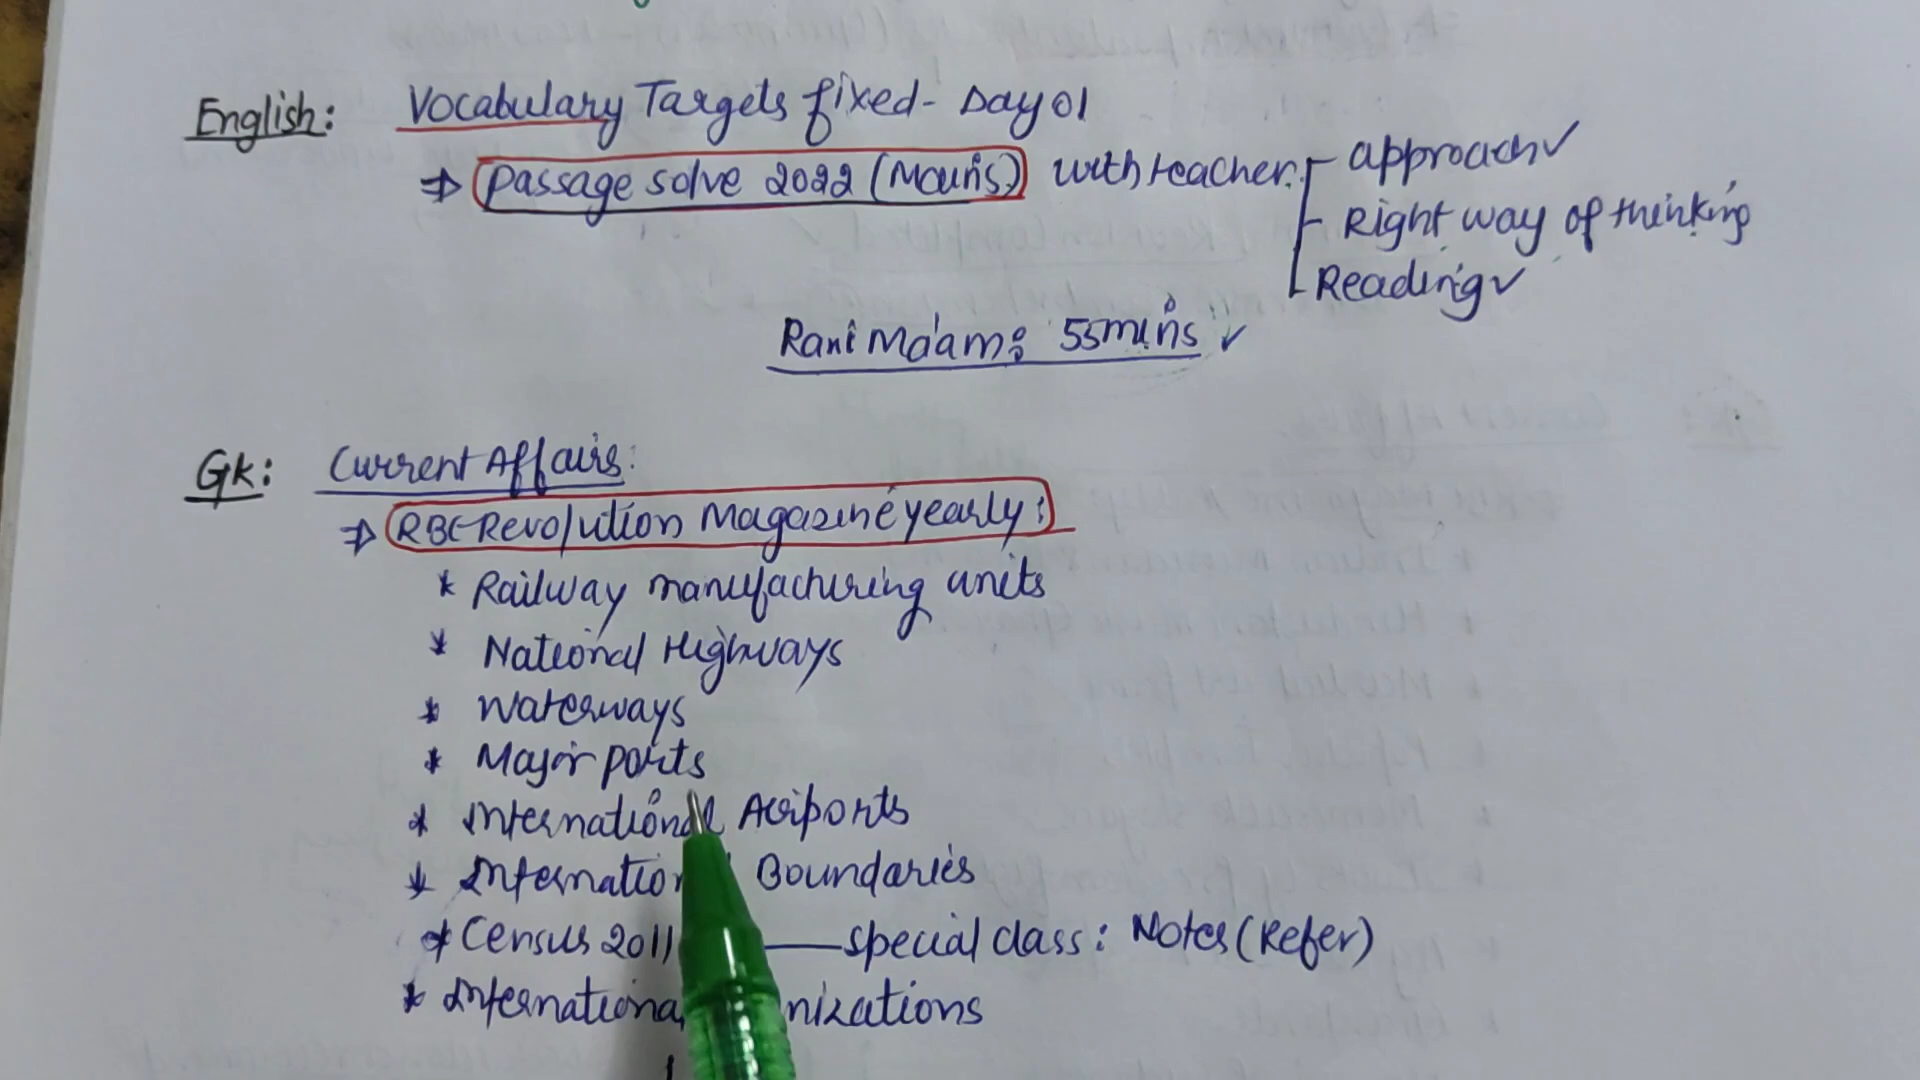 English: Vocabulary Targets fixed- Day 01
⇒ Passage solve 2022 (Mains) with teacher:
- approach✓
- Right way of thinking
- Reading✓
Rani Ma'am: 55mins ✓
Gk: Current Affairs:
⇒ RBE Revolution Magazine yearly:
* Railway manufacturing units
* National Highways
* Waterways
* Major ports
* International Airports
* International Boundaries
* Census 2011 —— special class: Notes (Refer)
* International nizations